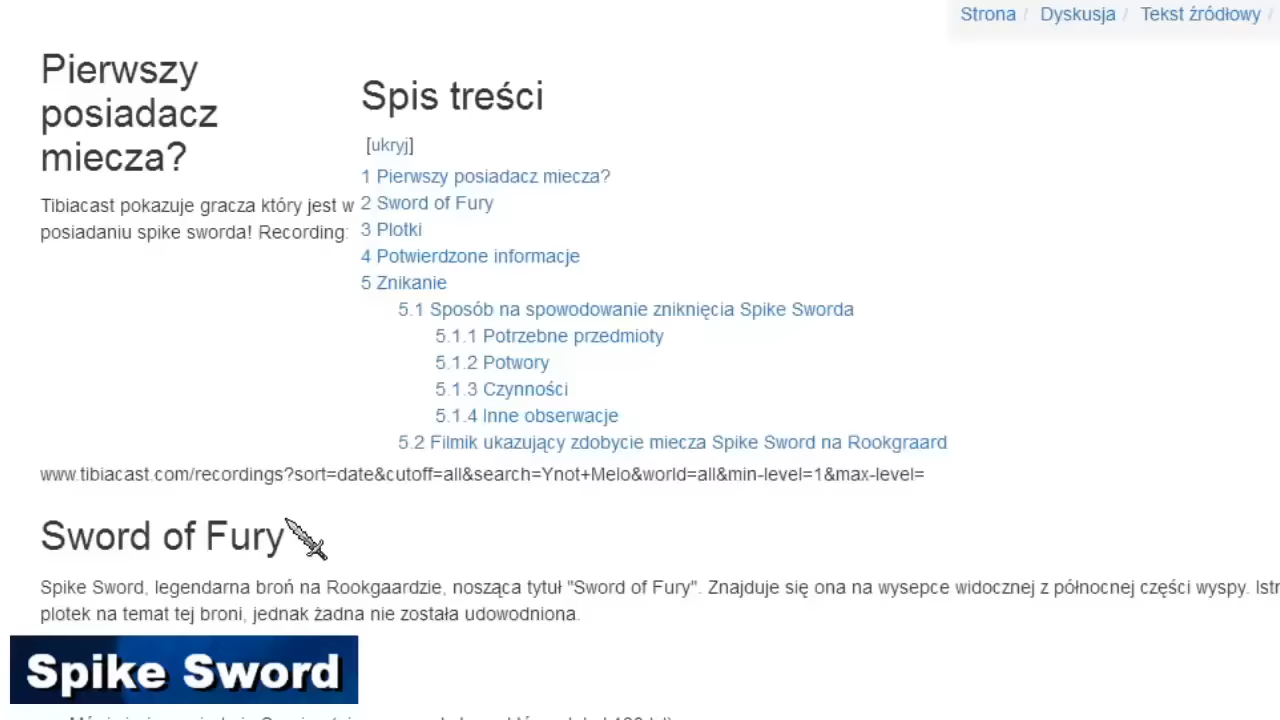 Strona / Dyskusja / Tekst źródłowy /
Pierwszy
posiadacz
miecza?
Tibiacast pokazuje gracza który jest w
posiadaniu spike sworda! Recording:
Spis treści
[ukryj]
1 Pierwszy posiadacz miecza?
2 Sword of Fury
3 Plotki
4 Potwierdzone informacje
5 Znikanie
5.1 Sposób na spowodowanie zniknięcia Spike Sworda
5.1.1 Potrzebne przedmioty
5.1.2 Potwory
5.1.3 Czynności
5.1.4 Inne obserwacje
5.2 Filmik ukazujący zdobycie miecza Spike Sword na Rookgraard
www.tibiacast.com/recordings?sort=date&cutoff=all&search=Ynot+Melo&world=all&min-level=1&max-level=
Sword of Fury
Spike Sword, legendarna broń na Rookgaardzie, nosząca tytuł "Sword of Fury". Znajduje się ona na wysepce widocznej z północnej części wyspy.
plotek na temat tej broni, jednak żadna nie została udowodniona.
Spike Sword